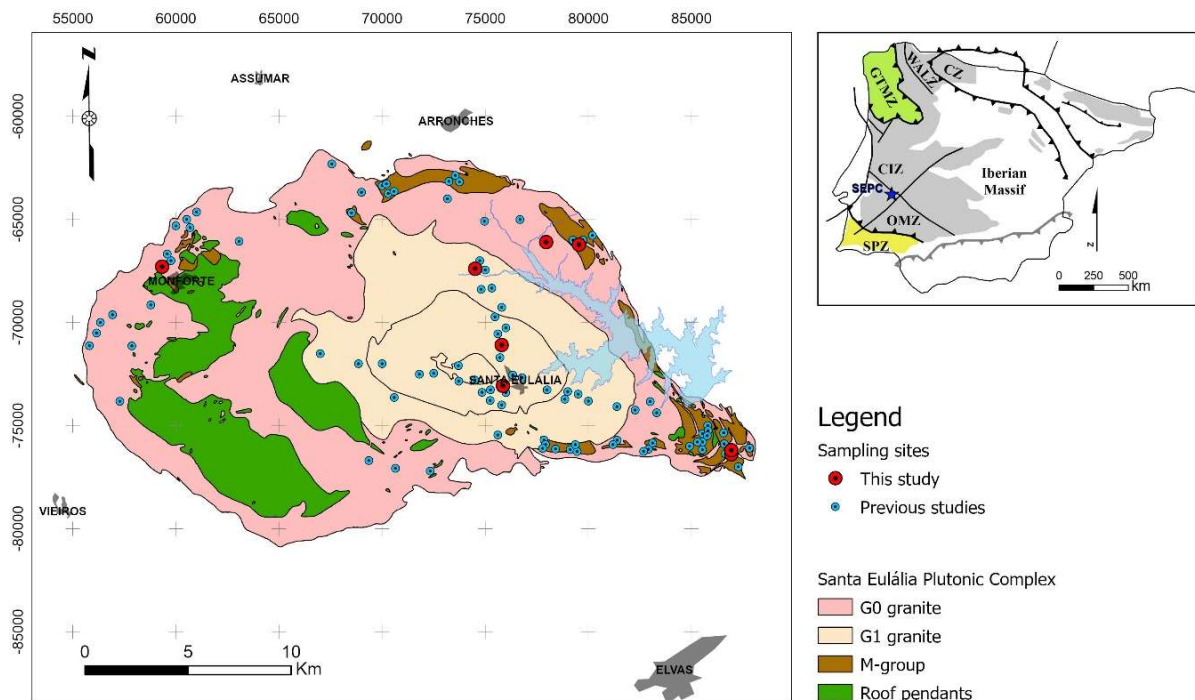 55000 60000 65000 70000 75000 80000 85000
-60000
-65000
-70000
-75000
-80000
-85000
N
ASSUMAR
ARRONCHES
MONFORTE
SANTA EULÁLIA
VIEIROS
ELVAS
0 5 10
Km
GTMZ
WALZ
CZ
CIZ
SEPC
Iberian
Massif
OMZ
SPZ
N
0 250 500
km
Legend
Sampling sites
This study
Previous studies
Santa Eulália Plutonic Complex
G0 granite
G1 granite
M-group
Roof pendants